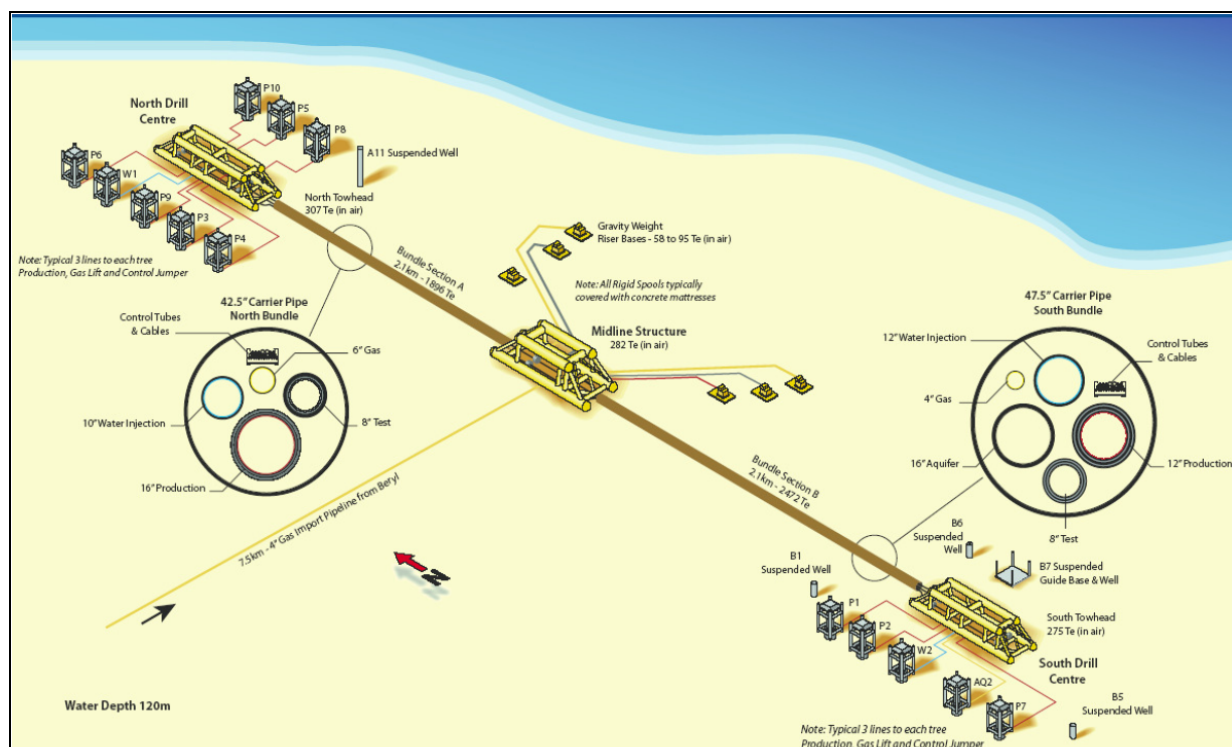 North Drill
Centre
P10
P5
P8
A11 Suspended Well
P6
W1
P9
P3
P4
North Towhead
307 Te (in air)
Note: Typical 3 lines to each tree
Production, Gas Lift and Control Jumper
Bundle Section A
2.1km - 1896 Te
Gravity Weight
Riser Bases - 58 to 95 Te (in air)
Note: All Rigid Spools typically
covered with concrete mattresses
Midline Structure
282 Te (in air)
42.5" Carrier Pipe
North Bundle
Control Tubes
& Cables
6" Gas
10" Water Injection
8" Test
16" Production
47.5" Carrier Pipe
South Bundle
12" Water Injection
Control Tubes
& Cables
4" Gas
16" Aquifer
12" Production
8" Test
7.5km - 4" Gas Import Pipeline from Beryl
N
Bundle Section B
2.1km - 2472 Te
B6
Suspended
Well
B1
Suspended Well
B7 Suspended
Guide Base & Well
P1
P2
W2
AQ2
P7
South Towhead
275 Te (in air)
South Drill
Centre
B5
Suspended Well
Water Depth 120m
Note: Typical 3 lines to each tree
Production, Gas Lift and Control Jumper